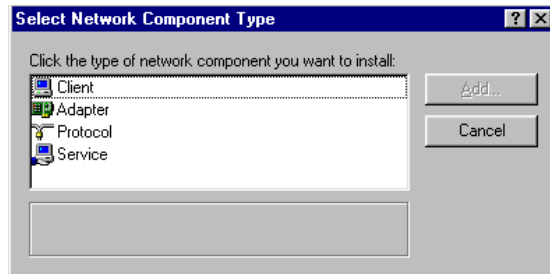 Select Network Component Type
Click the type of network component you want to install:
Client
Adapter
Protocol
Service
Add...
Cancel